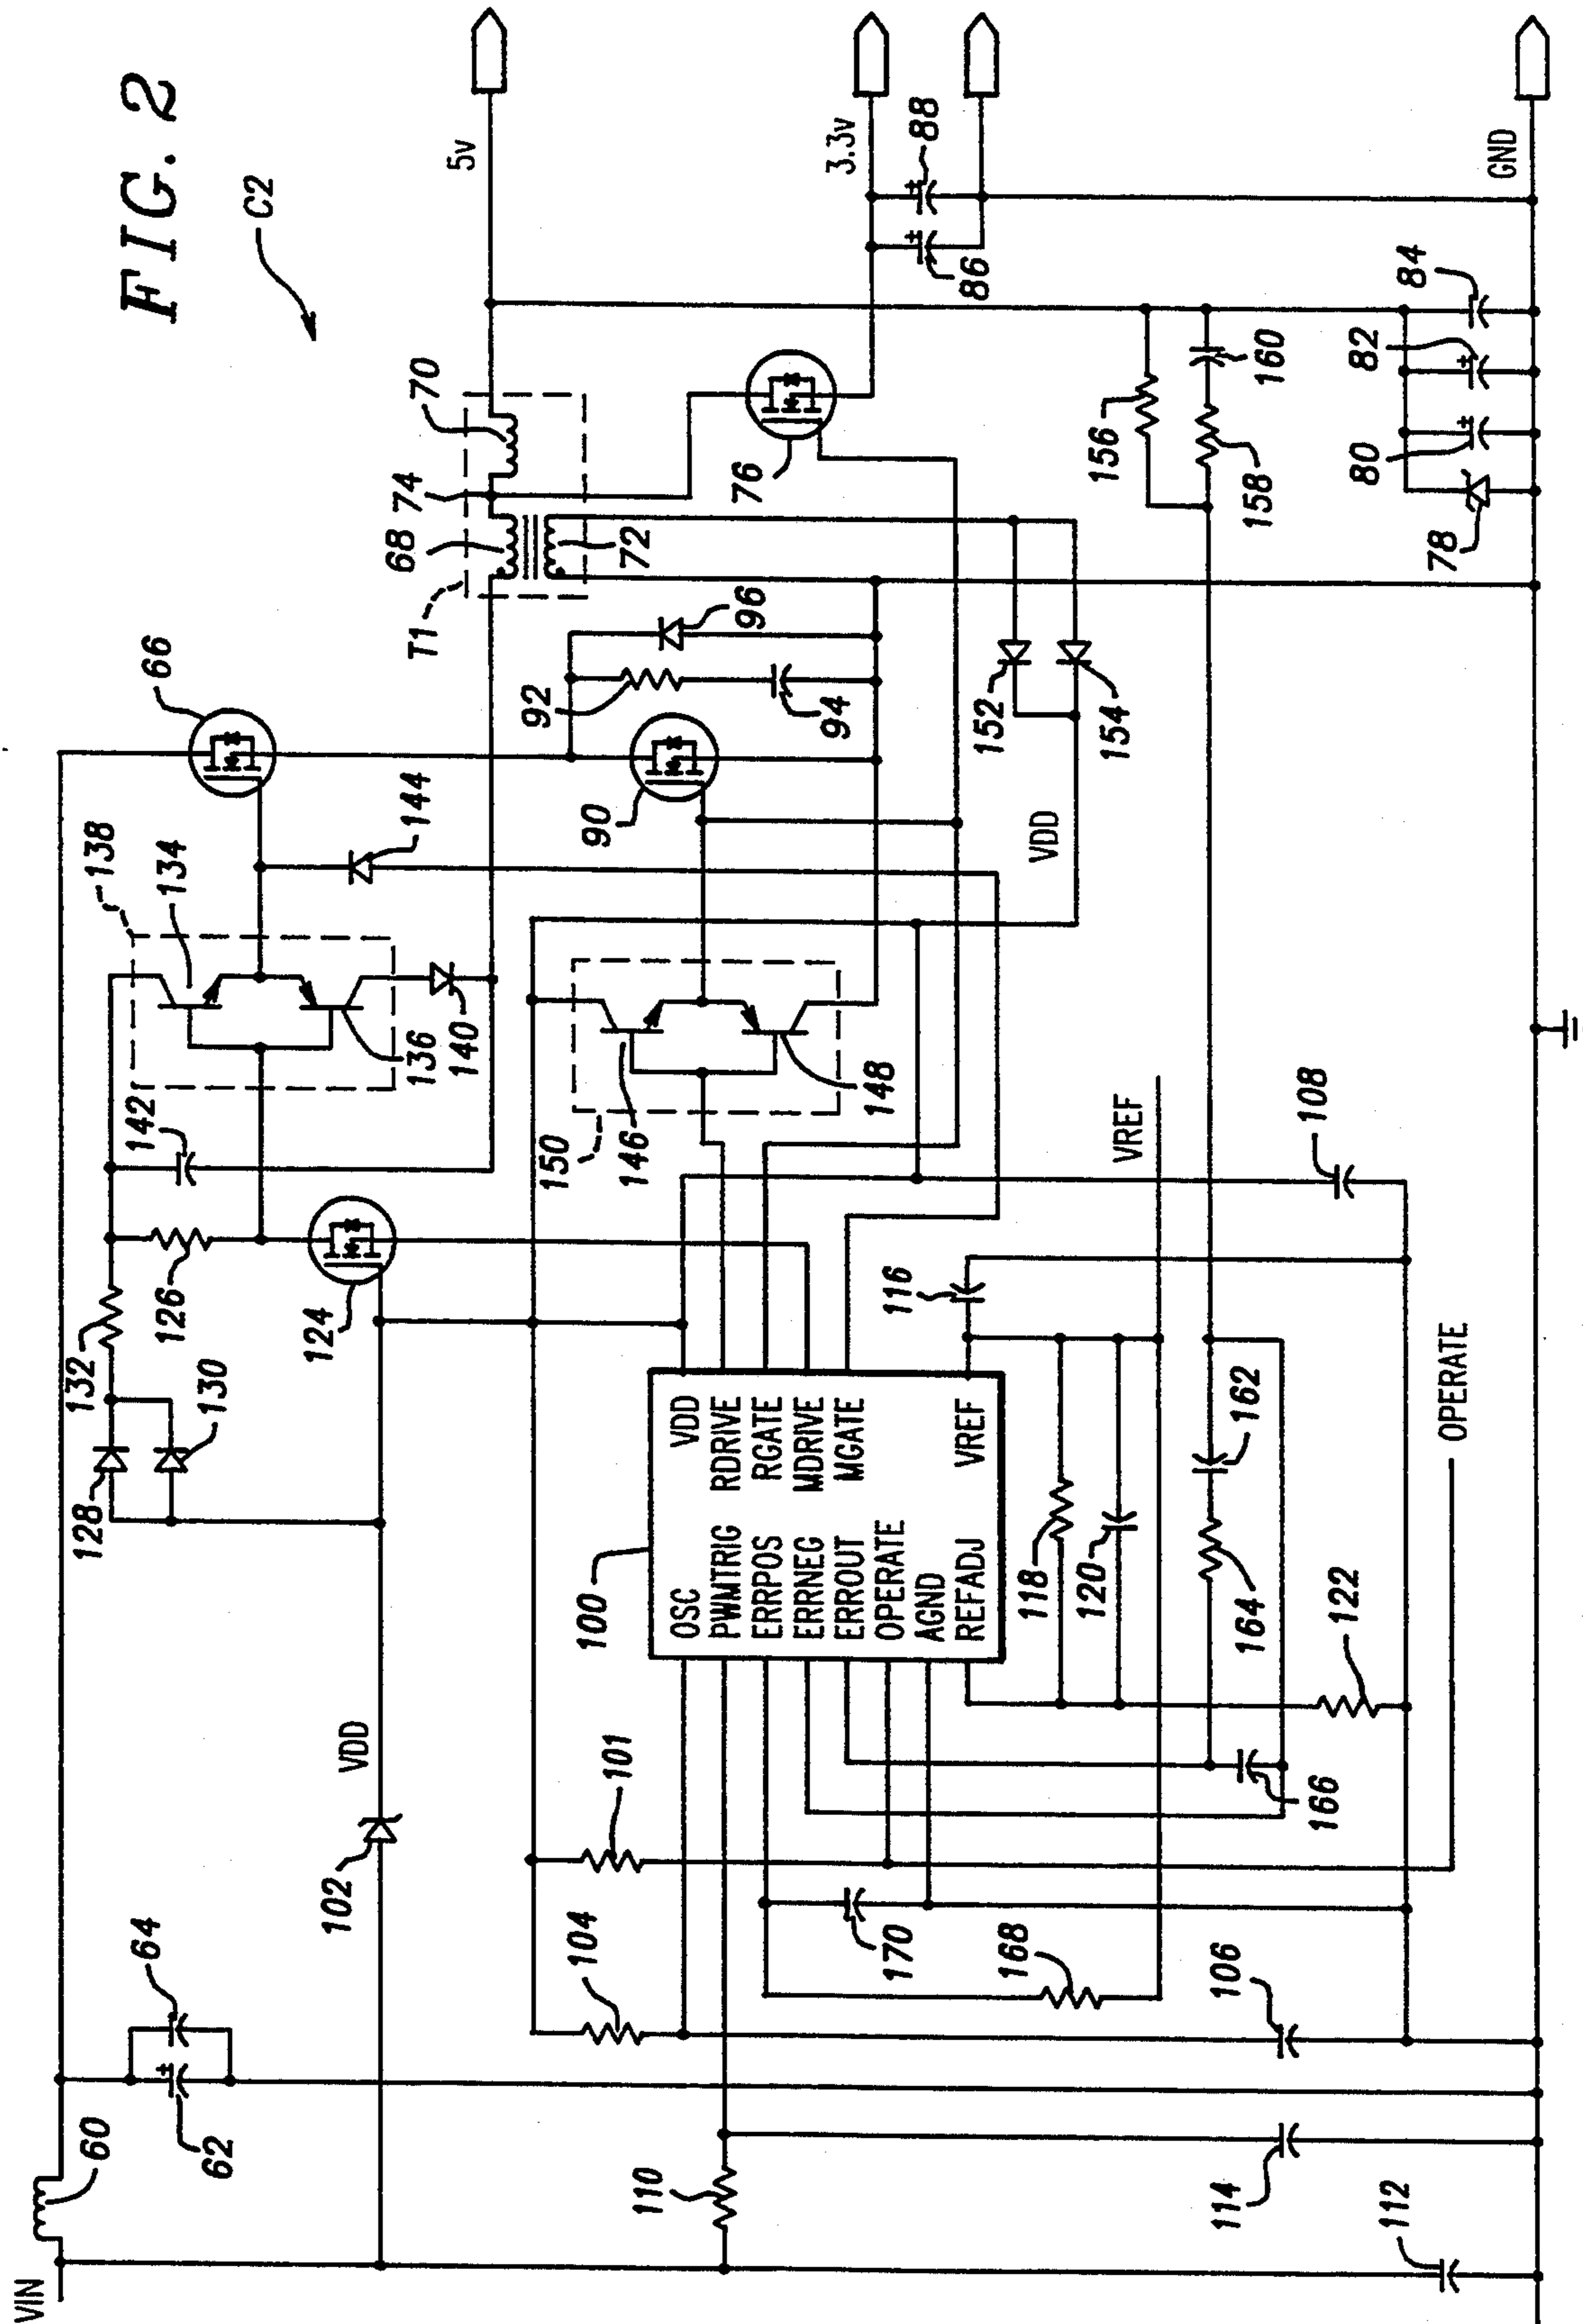 FIG. 2
C2
VIN
60
62
64
102
VDD
128
130
132
126
124
142
138
134
136
140
144
66
T1
68
70
72
74
5v
76
3.3v
86
88
GND
150
146
148
90
92
94
96
152
154
VDD
156
158
160
78
80
82
84
104
101
100
OSC
PWMTRIG
ERRPOS
ERRNEG
ERROUT
OPERATE
AGND
REFADJ
VDD
RDRIVE
RGATE
MDRIVE
MGATE
VREF
116
VREF
108
118
120
162
164
122
166
OPERATE
170
168
106
110
114
112